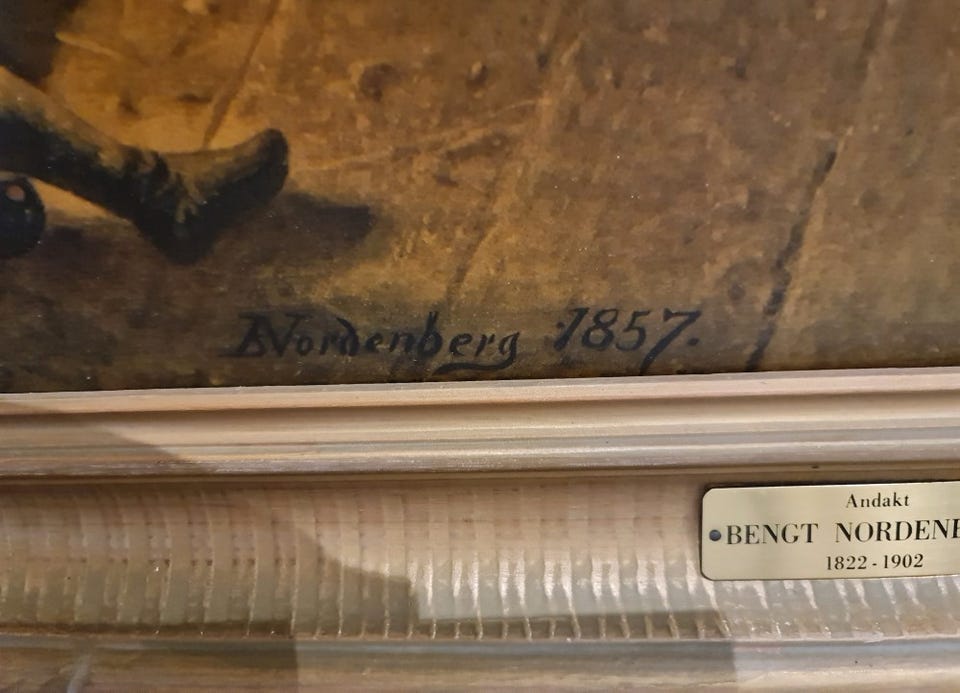 BNordenberg 1857.
Andakt
BENGT NORDENB
1822 - 1902